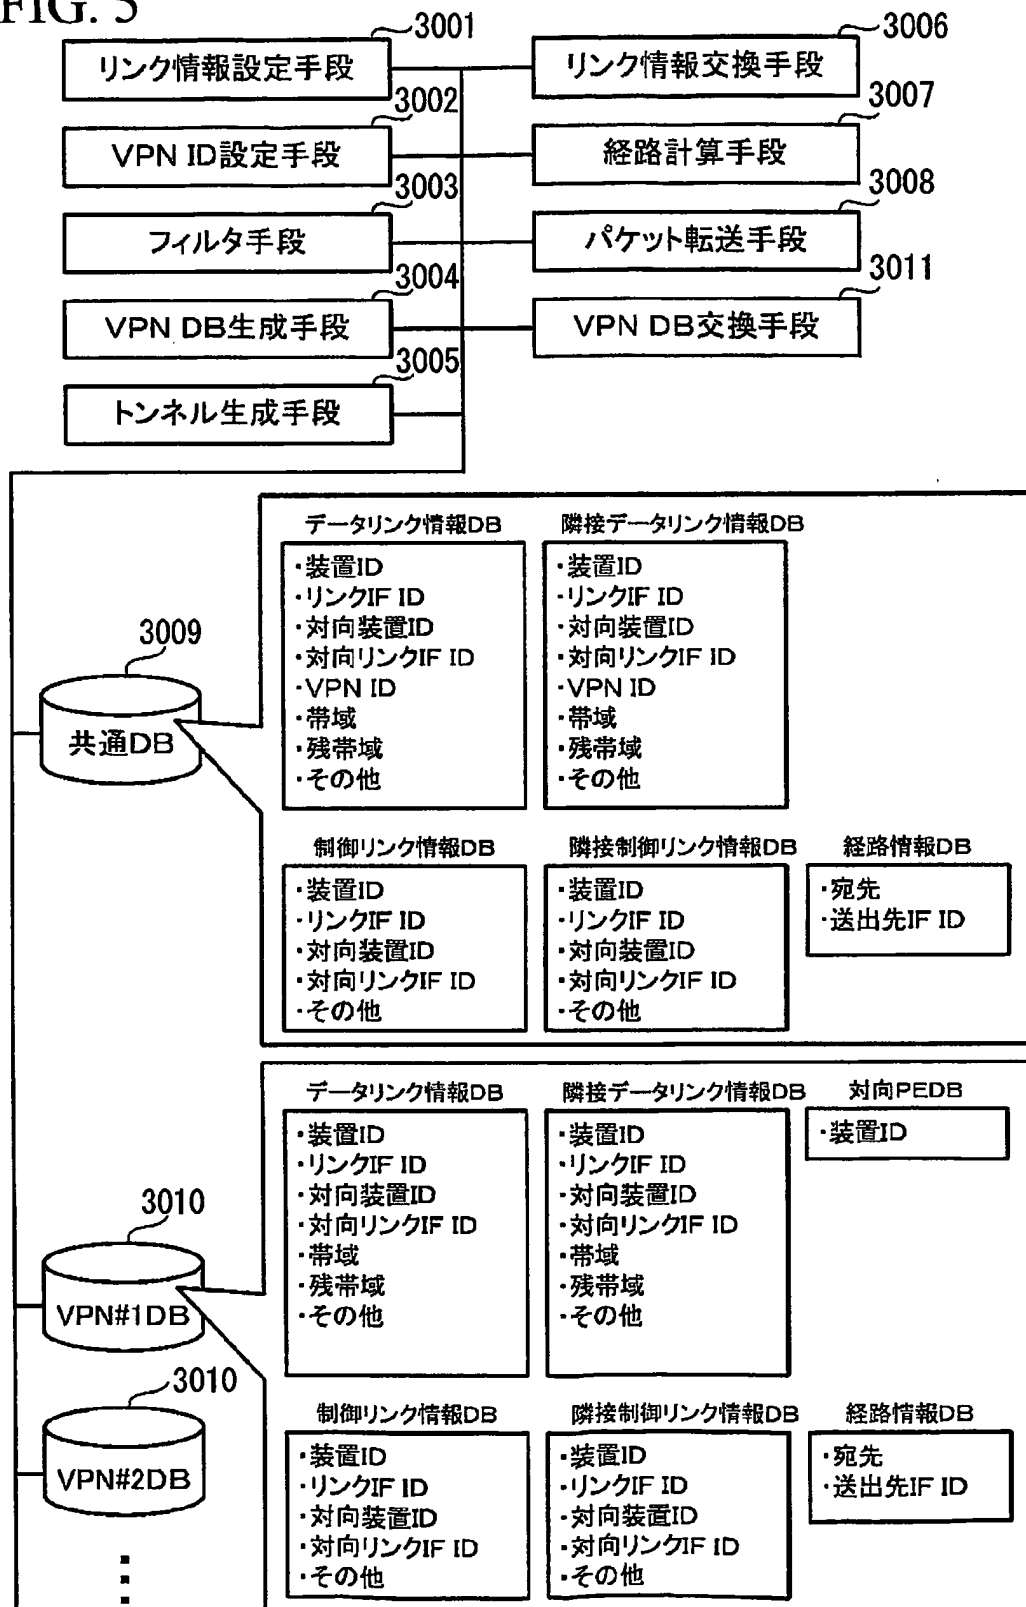 FIG. 5
3001
リンク情報設定手段
3002
VPN ID設定手段
3003
フィルタ手段
3004
VPN DB生成手段
3005
トンネル生成手段
3006
リンク情報交換手段
3007
経路計算手段
3008
パケット転送手段
3011
VPN DB交換手段
3009
共通DB
データリンク情報DB
・装置ID
・リンクIF ID
・対向装置ID
・対向リンクIF ID
・VPN ID
・帯域
・残帯域
・その他
隣接データリンク情報DB
・装置ID
・リンクIF ID
・対向装置ID
・対向リンクIF ID
・VPN ID
・帯域
・残帯域
・その他
制御リンク情報DB
・装置ID
・リンクIF ID
・対向装置ID
・対向リンクIF ID
・その他
隣接制御リンク情報DB
・装置ID
・リンクIF ID
・対向装置ID
・対向リンクIF ID
・その他
経路情報DB
・宛先
・送出先IF ID
3010
VPN#1DB
データリンク情報DB
・装置ID
・リンクIF ID
・対向装置ID
・対向リンクIF ID
・帯域
・残帯域
・その他
隣接データリンク情報DB
・装置ID
・リンクIF ID
・対向装置ID
・対向リンクIF ID
・帯域
・残帯域
・その他
対向PEDB
・装置ID
3010
VPN#2DB
制御リンク情報DB
・装置ID
・リンクIF ID
・対向装置ID
・対向リンクIF ID
・その他
隣接制御リンク情報DB
・装置ID
・リンクIF ID
・対向装置ID
・対向リンクIF ID
・その他
経路情報DB
・宛先
・送出先IF ID